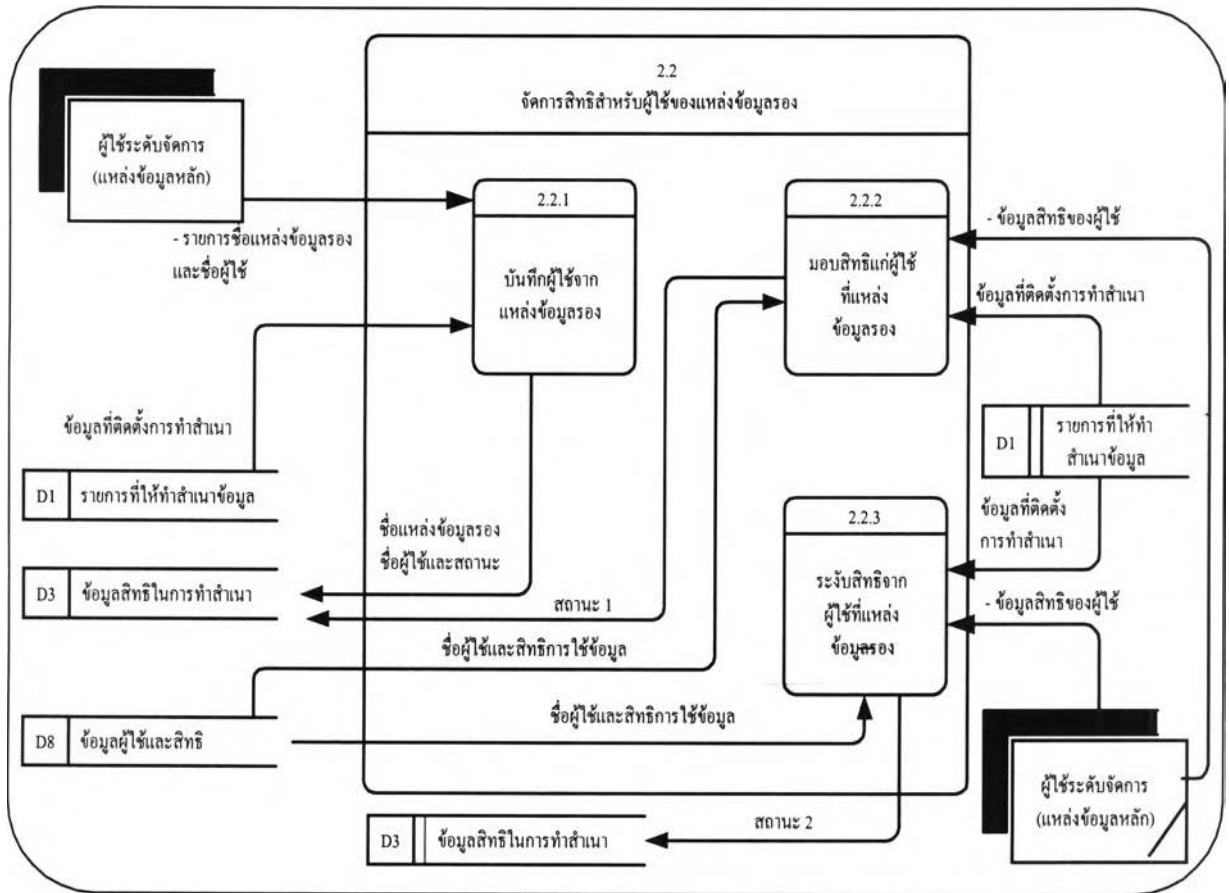 2.2
จัดการสิทธิสำหรับผู้ใช้ของแหล่งข้อมูลรอง
ผู้ใช้ระดับจัดการ
(แหล่งข้อมูลหลัก)
- รายการชื่อแหล่งข้อมูลรอง
และชื่อผู้ใช้
2.2.1
บันทึกผู้ใช้จาก
แหล่งข้อมูลรอง
2.2.2
มอบสิทธิแก่ผู้ใช้
ที่แหล่ง
ข้อมูลรอง
- ข้อมูลสิทธิของผู้ใช้
ข้อมูลที่ติดตั้งการทำสำเนา
D1
รายการที่ให้ทำ
สำเนาข้อมูล
ข้อมูลที่ติดตั้งการทำสำเนา
D1
รายการที่ให้ทำสำเนาข้อมูล
2.2.3
ระงับสิทธิจาก
ผู้ใช้ที่แหล่ง
ข้อมูลรอง
ข้อมูลที่ติดตั้ง
การทำสำเนา
- ข้อมูลสิทธิของผู้ใช้
ชื่อแหล่งข้อมูลรอง
ชื่อผู้ใช้และสถานะ
D3
ข้อมูลสิทธิในการทำสำเนา
สถานะ 1
ชื่อผู้ใช้และสิทธิการใช้ข้อมูล
ชื่อผู้ใช้และสิทธิการใช้ข้อมูล
D8
ข้อมูลผู้ใช้และสิทธิ
ผู้ใช้ระดับจัดการ
(แหล่งข้อมูลหลัก)
สถานะ 2
D3
ข้อมูลสิทธิในการทำสำเนา